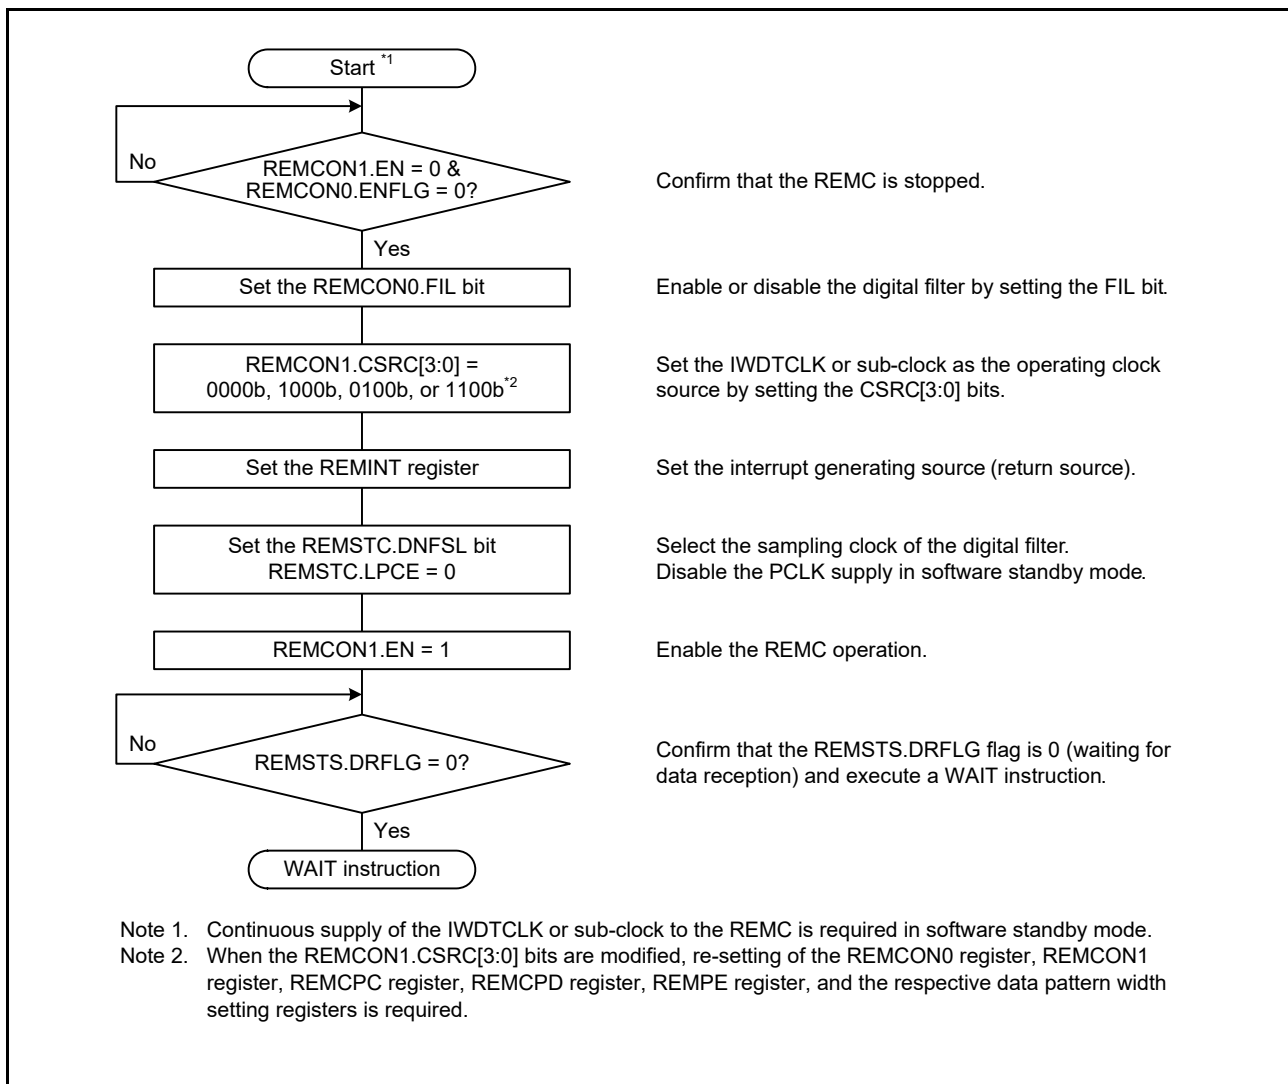 Start *1
No
REMCON1.EN = 0 &
REMCON0.ENFLG = 0?
Confirm that the REMC is stopped.
Yes
Set the REMCON0.FIL bit
Enable or disable the digital filter by setting the FIL bit.
REMCON1.CSRC[3:0] =
0000b, 1000b, 0100b, or 1100b*2
Set the IWDTCLK or sub-clock as the operating clock
source by setting the CSRC[3:0] bits.
Set the REMINT register
Set the interrupt generating source (return source).
Set the REMSTC.DNFSL bit
REMSTC.LPCE = 0
Select the sampling clock of the digital filter.
Disable the PCLK supply in software standby mode.
REMCON1.EN = 1
Enable the REMC operation.
No
REMSTS.DRFLG = 0?
Confirm that the REMSTS.DRFLG flag is 0 (waiting for
data reception) and execute a WAIT instruction.
Yes
WAIT instruction
Note 1. Continuous supply of the IWDTCLK or sub-clock to the REMC is required in software standby mode.
Note 2. When the REMCON1.CSRC[3:0] bits are modified, re-setting of the REMCON0 register, REMCON1
register, REMCPC register, REMCPD register, REMPE register, and the respective data pattern width
setting registers is required.